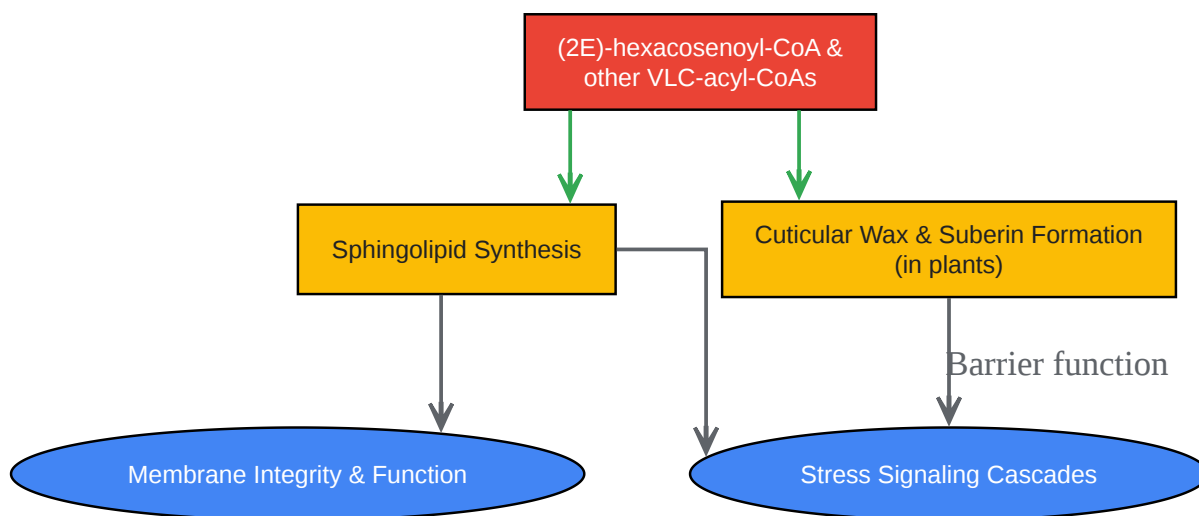 (2E)-hexacosenoyl-CoA &
other VLC-acyl-CoAs
Sphingolipid Synthesis
Cuticular Wax & Suberin Formation
(in plants)
Barrier function
Membrane Integrity & Function
Stress Signaling Cascades